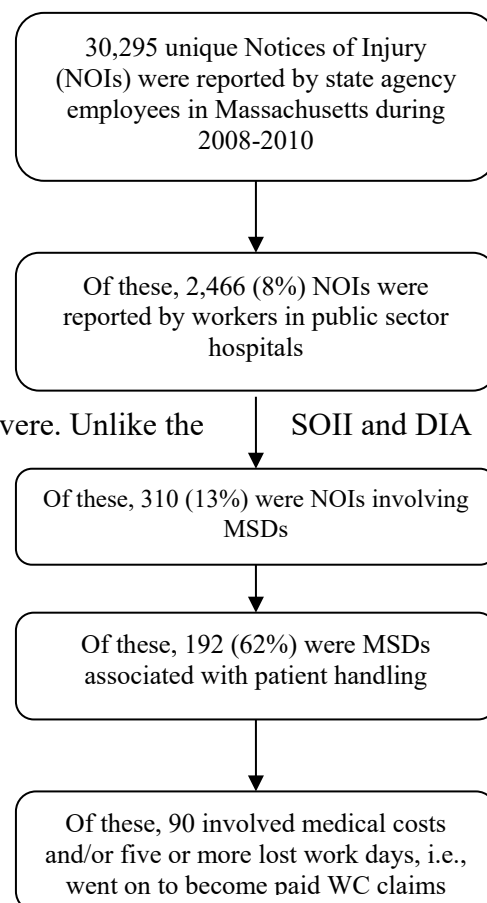 30,295 unique Notices of Injury
(NOIs) were reported by state agency
employees in Massachusetts during
2008-2010
Of these, 2,466 (8%) NOIs were
reported by workers in public sector
hospitals
vere. Unlike the SOII and DIA
Of these, 310 (13%) were NOIs involving
MSDs
Of these, 192 (62%) were MSDs
associated with patient handling
Of these, 90 involved medical costs
and/or five or more lost work days, i.e.,
went on to become paid WC claims